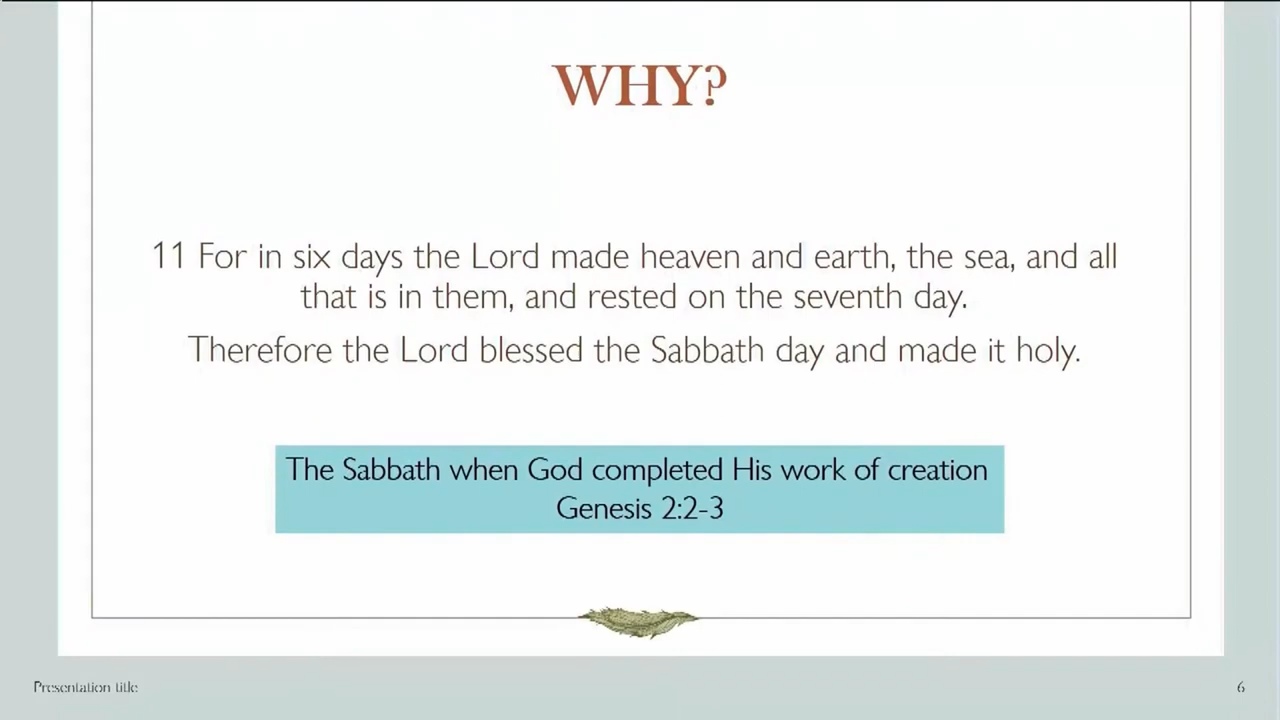 WHY?
11 For in six days the Lord made heaven and earth, the sea, and all
that is in them, and rested on the seventh day.
Therefore the Lord blessed the Sabbath day and made it holy.
The Sabbath when God completed His work of creation
Genesis 2:2-3
Presentation title
6